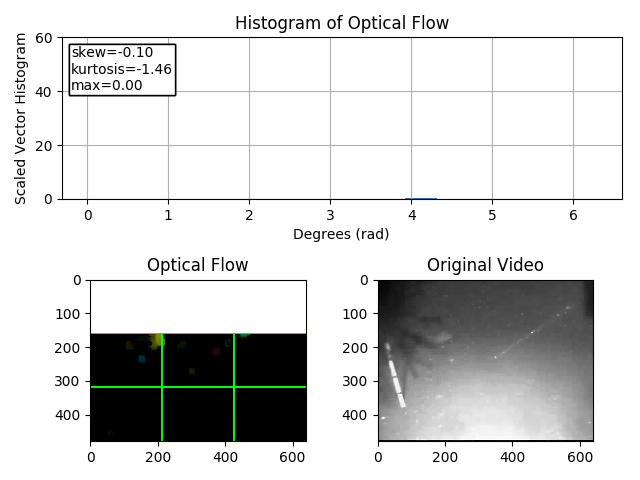 Histogram of Optical Flow
Scaled Vector Histogram
60
40
20
0
skew=-0.10
kurtosis=-1.46
max=0.00
0 1 2 3 4 5 6
Degrees (rad)
Optical Flow
0
100
200
300
400
0 200 400 600
Original Video
0
100
200
300
400
0 200 400 600